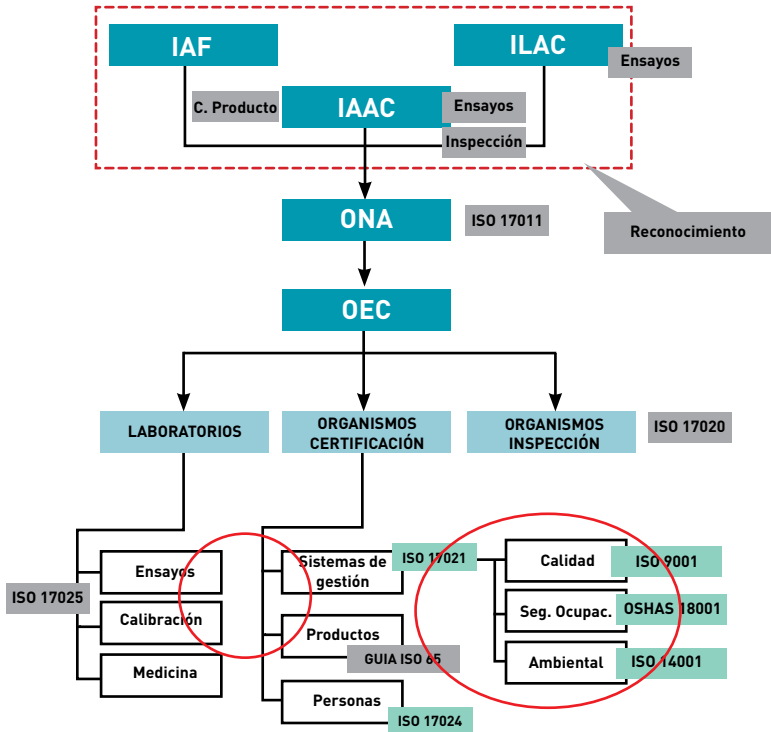 IAF
ILAC
Ensayos
C. Producto
IAAC
Ensayos
Inspección
ONA
ISO 17011
Reconocimiento
OEC
LABORATORIOS
ORGANISMOS
CERTIFICACIÓN
ORGANISMOS
INSPECCIÓN
ISO 17020
Ensayos
Sistemas de
gestión
ISO 17021
Calidad
ISO 9001
ISO 17025
Calibración
Productos
GUIA ISO 65
Seg. Ocupac.
OSHAS 18001
Medicina
Personas
ISO 17024
Ambiental
ISO 14001